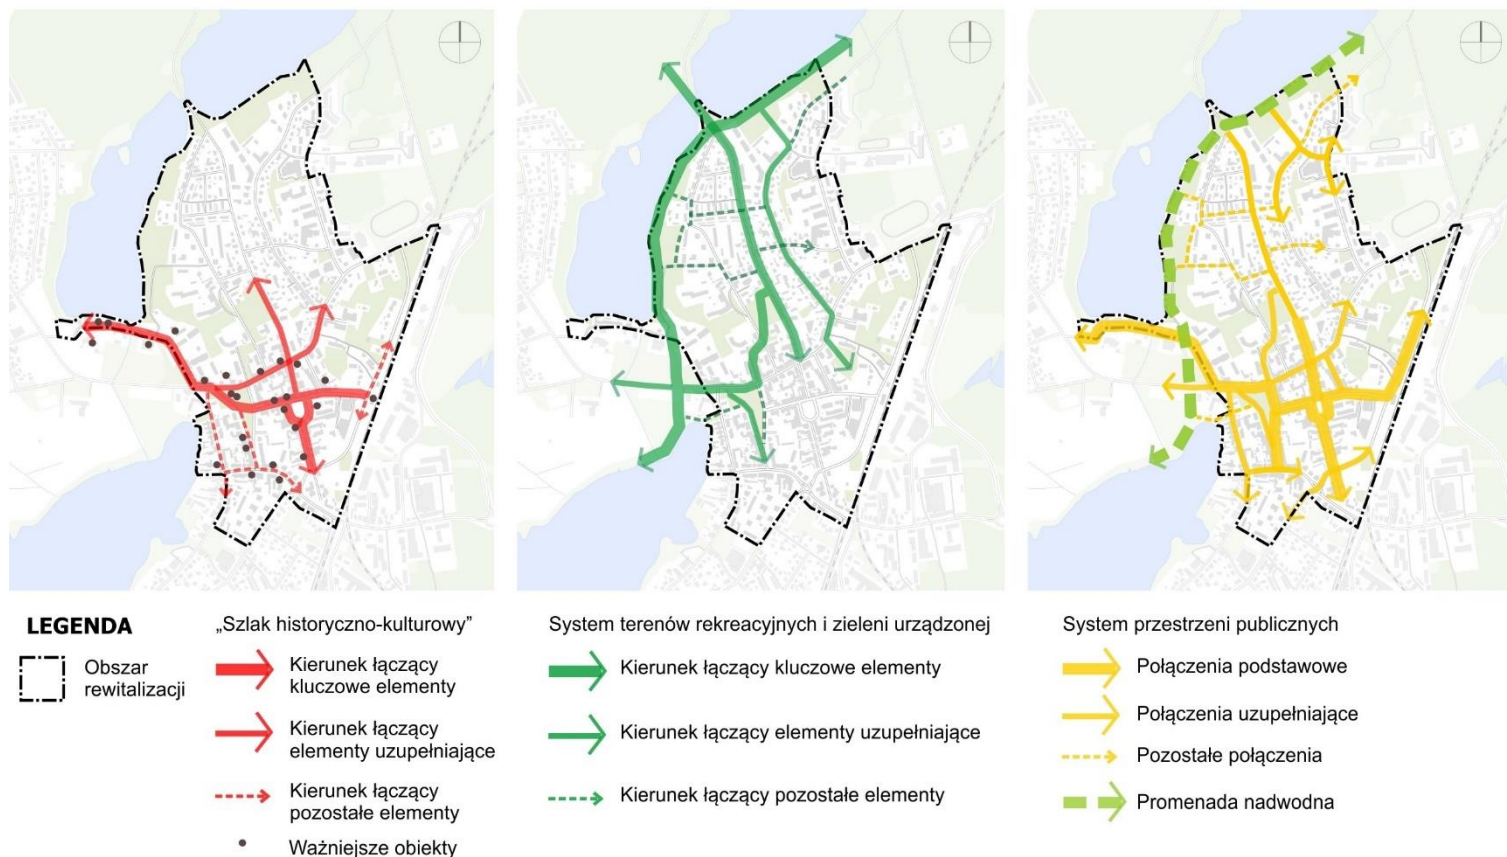 LEGENDA
Obszar
rewitalizacji
„Szlak historyczno-kulturowy”
Kierunek łączący
kluczowe elementy
Kierunek łączący
elementy uzupełniające
Kierunek łączący
pozostałe elementy
Ważniejsze obiekty
System terenów rekreacyjnych i zieleni urządzonej
Kierunek łączący kluczowe elementy
Kierunek łączący elementy uzupełniające
Kierunek łączący pozostałe elementy
System przestrzeni publicznych
Połączenia podstawowe
Połączenia uzupełniające
Pozostałe połączenia
Promenada nadwodna